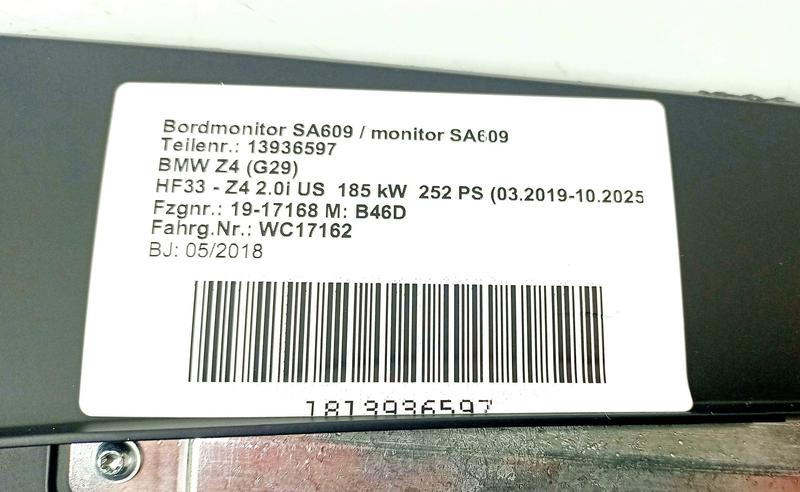 Bordmonitor SA609 / monitor SA609
Teilenr.: 13936597
BMW Z4 (G29)
HF33 - Z4 2.0i US 185 kW 252 PS (03.2019-10.2025
Fzgnr.: 19-17168 M: B46D
Fahrg.Nr.: WC17162
BJ: 05/2018
1813936597